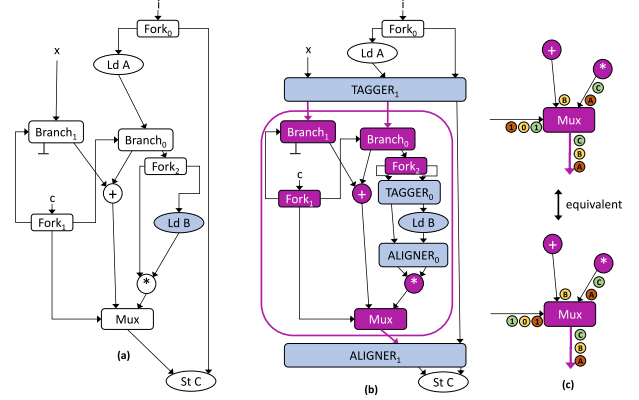 i
Fork0
x
Ld A
Branch1
Branch0
Fork2
+
c
Fork1
Ld B
*
Mux
(a)
St C
i
Fork0
x
Ld A
TAGGER1
Branch1
Branch0
Fork2
c
+
TAGGER0
Fork1
Ld B
ALIGNER0
*
Mux
ALIGNER1
(b)
St C
+
*
C
B A
1 0 1
Mux
C
B
A
equivalent
+
*
C
B A
1 0 1
Mux
C
B
A
(c)